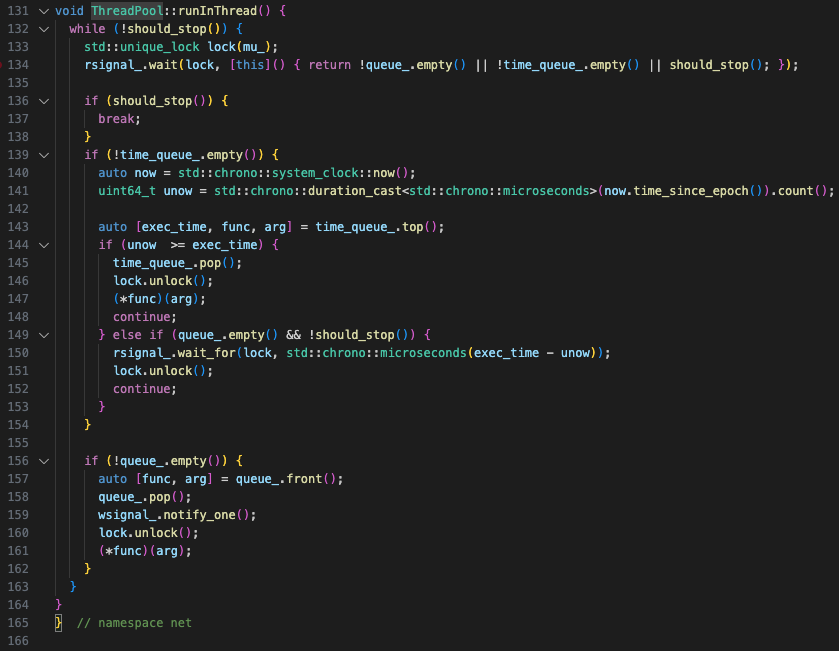 131 void ThreadPool::runInThread() {
132 while (!should_stop()) {
133 std::unique_lock lock(mu_);
134 rsignal_.wait(lock, [this]() { return !queue_.empty() || !time_queue_.empty() || should_stop(); });
135
136 if (should_stop()) {
137 break;
138 }
139 if (!time_queue_.empty()) {
140 auto now = std::chrono::system_clock::now();
141 uint64_t unow = std::chrono::duration_cast<std::chrono::microseconds>(now.time_since_epoch()).count();
142
143 auto [exec_time, func, arg] = time_queue_.top();
144 if (unow  >= exec_time) {
145 time_queue_.pop();
146 lock.unlock();
147 (*func)(arg);
148 continue;
149 } else if (queue_.empty() && !should_stop()) {
150 rsignal_.wait_for(lock, std::chrono::microseconds(exec_time - unow));
151 lock.unlock();
152 continue;
153 }
154 }
155
156 if (!queue_.empty()) {
157 auto [func, arg] = queue_.front();
158 queue_.pop();
159 wsignal_.notify_one();
160 lock.unlock();
161 (*func)(arg);
162 }
163 }
164 }
165 }  // namespace net
166